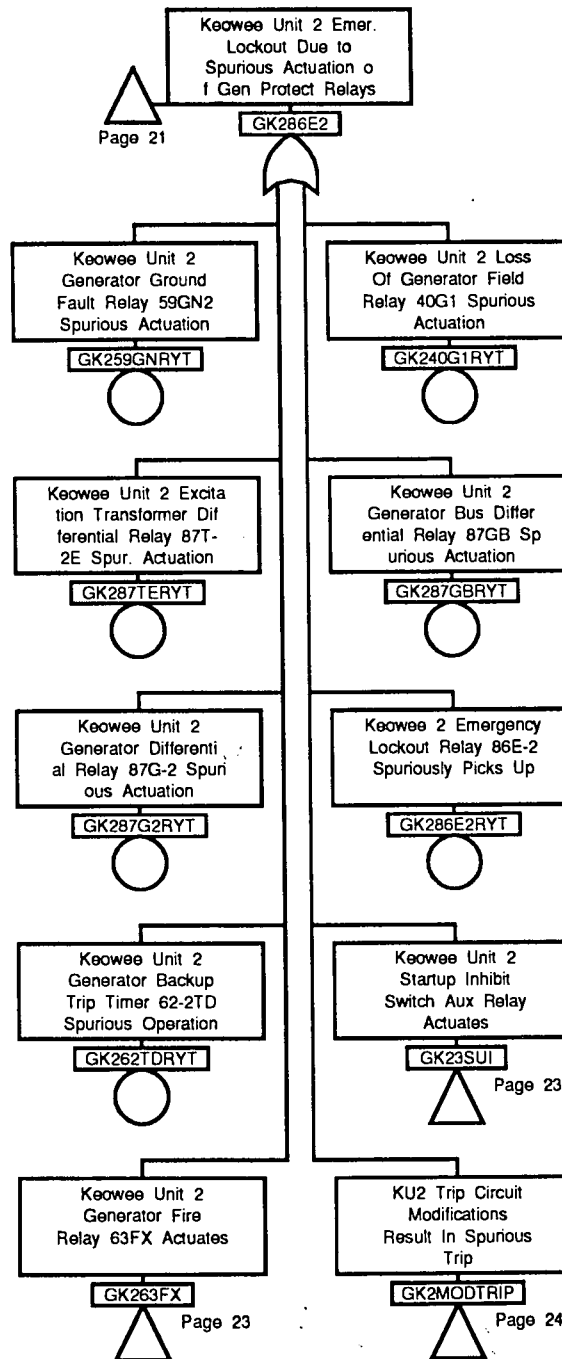 Keowee Unit 2 Emer.
Lockout Due to
Spurious Actuation o
f Gen Protect Relays
Page 21
GK286E2
Keowee Unit 2
Generator Ground
Fault Relay 59GN2
Spurious Actuation
GK259GNRYT
Keowee Unit 2 Loss
Of Generator Field
Relay 40G1 Spurious
Actuation
GK240G1RYT
Keowee Unit 2 Excita
tion Transformer Dif
ferential Relay 87T-
2E Spur. Actuation
GK287TERYT
Keowee Unit 2
Generator Bus Differ
ential Relay 87GB Sp
urious Actuation
GK287GBRYT
Keowee Unit 2
Generator Differenti
al Relay 87G-2 Spuri
ous Actuation
GK287G2RYT
Keowee 2 Emergency
Lockout Relay 86E-2
Spuriously Picks Up
GK286E2RYT
Keowee Unit 2
Generator Backup
Trip Timer 62-2TD
Spurious Operation
GK262TDRYT
Keowee Unit 2
Startup Inhibit
Switch Aux Relay
Actuates
GK23SUI
Page 23
Keowee Unit 2
Generator Fire
Relay 63FX Actuates
GK263FX
Page 23
KU2 Trip Circuit
Modifications
Result In Spurious
Trip
GK2MODTRIP
Page 24